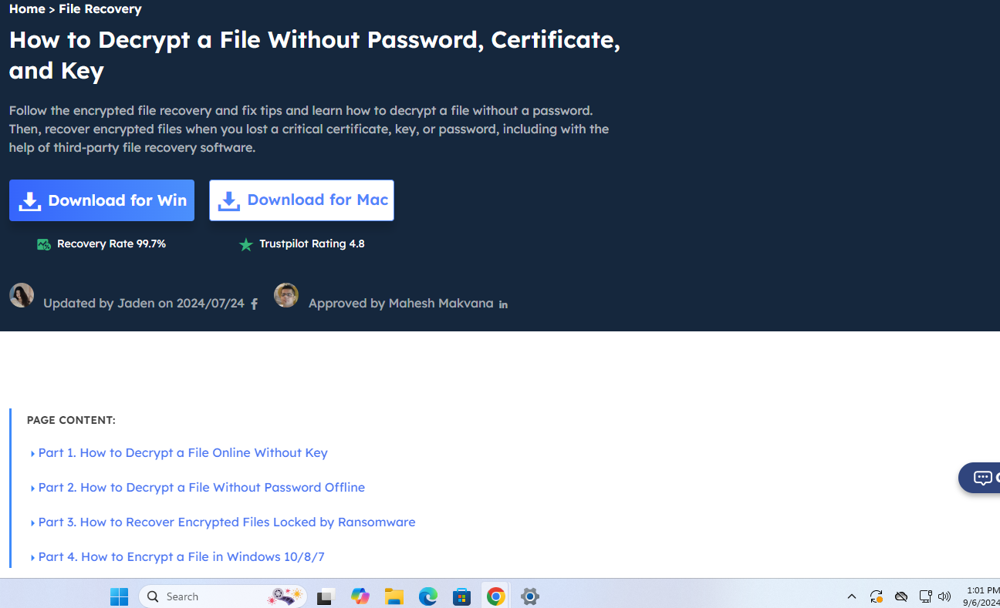 Home > File Recovery
How to Decrypt a File Without Password, Certificate,
and Key
Follow the encrypted file recovery and fix tips and learn how to decrypt a file without a password.
Then, recover encrypted files when you lost a critical certificate, key, or password, including with the
help of third-party file recovery software.
Download for Win
Download for Mac
Recovery Rate 99.7%
Trustpilot Rating 4.8
Updated by Jaden on 2024/07/24
Approved by Mahesh Makvana in
PAGE CONTENT:
Part 1. How to Decrypt a File Online Without Key
Part 2. How to Decrypt a File Without Password Offline
Part 3. How to Recover Encrypted Files Locked by Ransomware
Part 4. How to Encrypt a File in Windows 10/8/7
Search
1:01 PM
9/6/2024